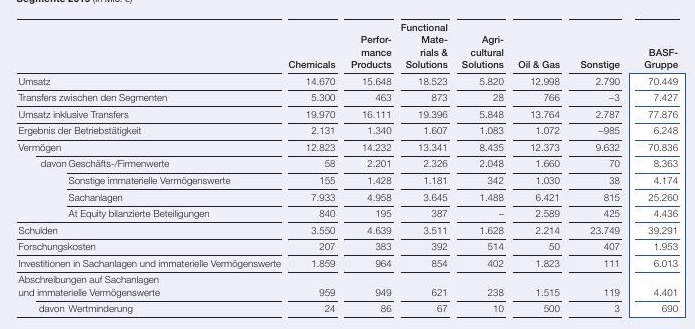 Segmente 2015 (in Mio. €)
Chemicals Perfor-mance Products Functional Mate-rials & Solutions Agri-cultural Solutions Oil & Gas Sonstige BASF-Gruppe
Umsatz 14.670 15.648 18.523 5.820 12.998 2.790 70.449
Transfers zwischen den Segmenten 5.300 463 873 28 766 –3 7.427
Umsatz inklusive Transfers 19.970 16.111 19.396 5.848 13.764 2.787 77.876
Ergebnis der Betriebstätigkeit 2.131 1.340 1.607 1.083 1.072 –985 6.248
Vermögen 12.823 14.232 13.341 8.435 12.373 9.632 70.836
davon Geschäfts-/Firmenwerte 58 2.201 2.326 2.048 1.660 70 8.363
Sonstige immaterielle Vermögenswerte 155 1.428 1.181 342 1.030 38 4.174
Sachanlagen 7.933 4.958 3.645 1.488 6.421 815 25.260
At Equity bilanzierte Beteiligungen 840 195 387 – 2.589 425 4.436
Schulden 3.550 4.639 3.511 1.628 2.214 23.749 39.291
Forschungskosten 207 383 392 514 50 407 1.953
Investitionen in Sachanlagen und immaterielle Vermögenswerte 1.859 964 854 402 1.823 111 6.013
Abschreibungen auf Sachanlagen
und immaterielle Vermögenswerte 959 949 621 238 1.515 119 4.401
davon Wertminderung 24 86 67 10 500 3 690